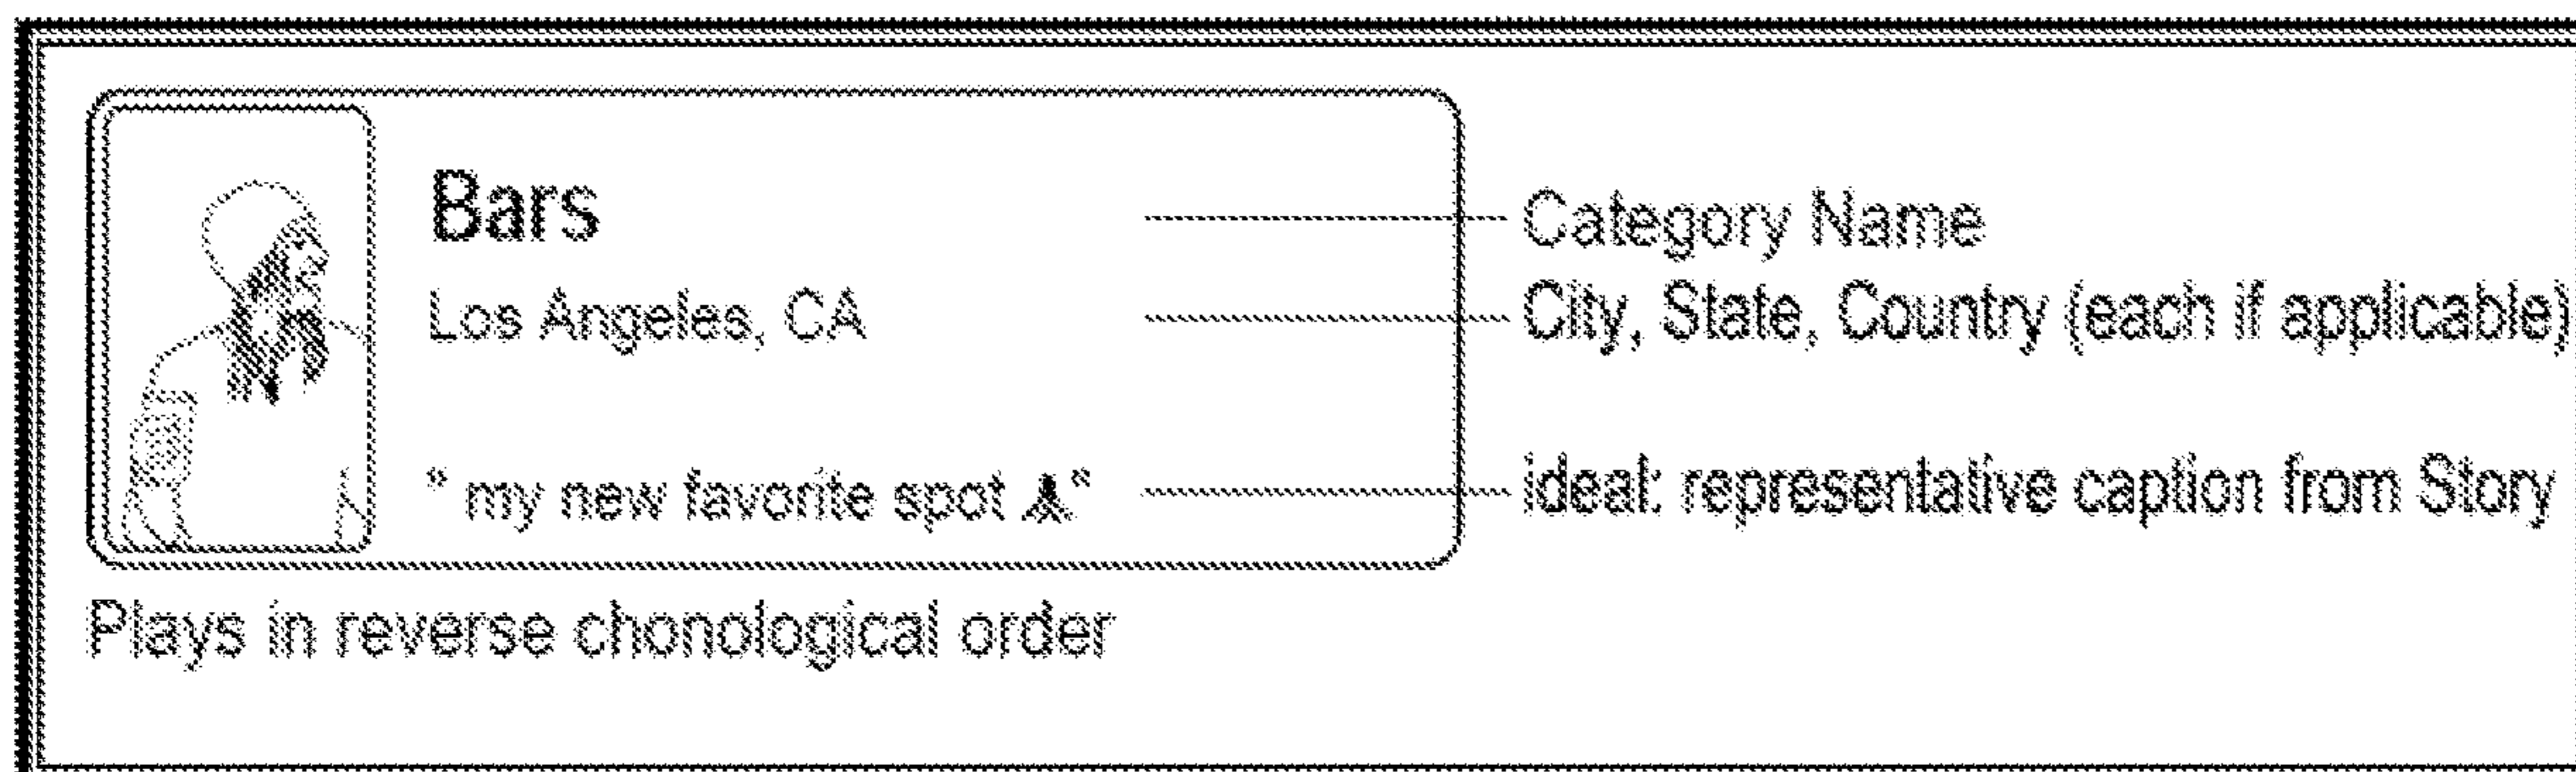 Bars
Category Name
Los Angeles, CA
City, State, Country (each if applicable)
" my new favorite spot "
ideal: representative caption from Story
Plays in reverse chonological order